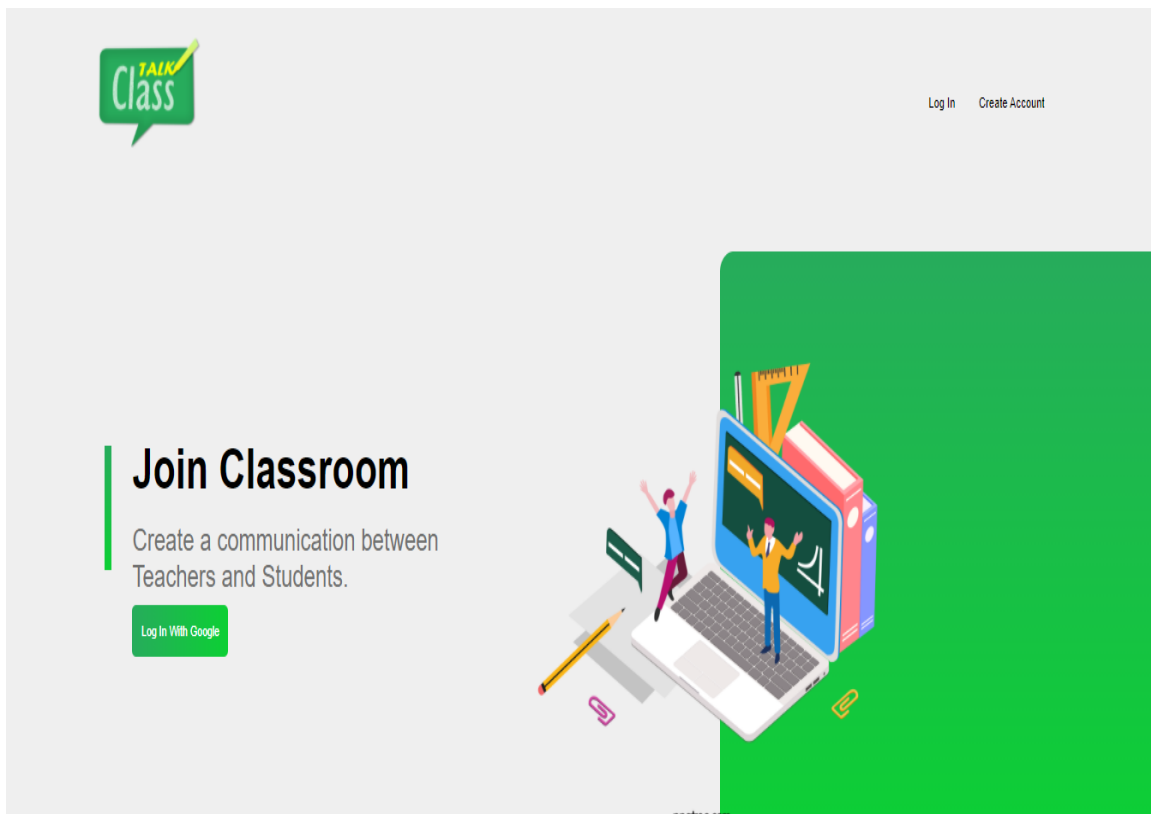 TALK
Class
Log In
Create Account
Join Classroom
Create a communication between
Teachers and Students.
Log In With Google